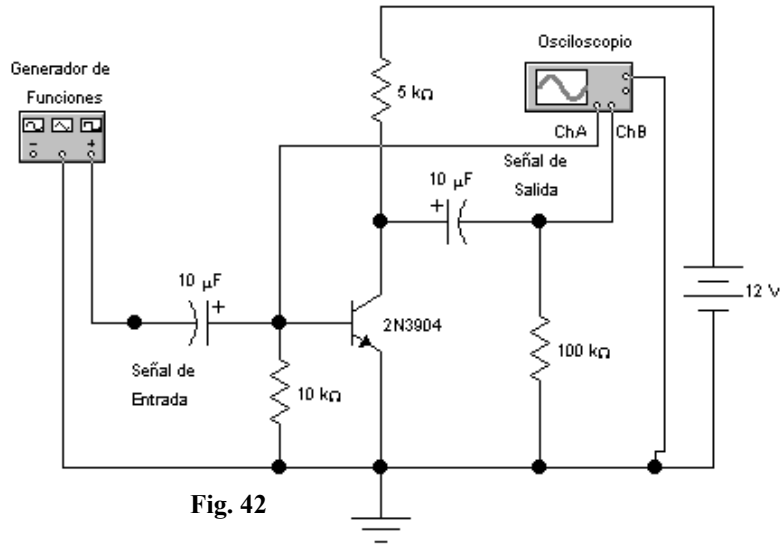 Osciloscopio
Generador de
Funciones
5 kΩ
− +
ChA ChB
Señal de
Salida
10 µF
+
10 µF
+
12 V
2N3904
Señal de
Entrada
10 kΩ
100 kΩ
Fig. 42